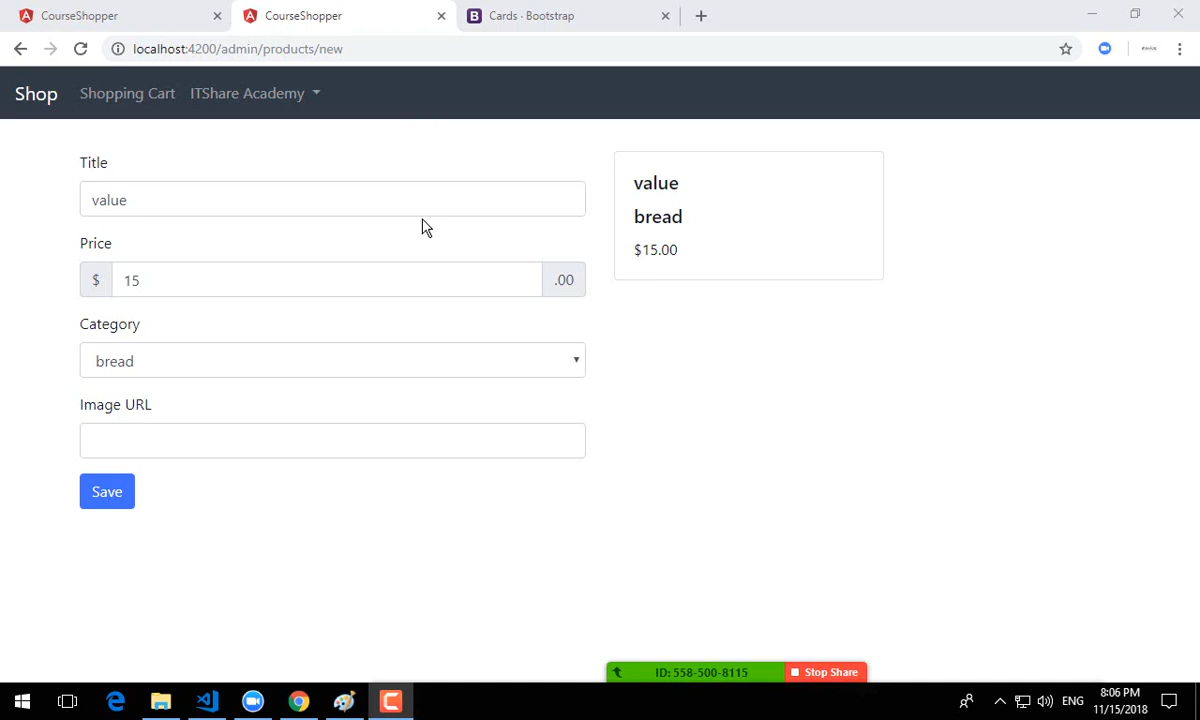 CourseShopper
CourseShopper
Cards · Bootstrap
localhost:4200/admin/products/new
Shop Shopping Cart ITShare Academy
Title
value
Price
$ 15 .00
Category
bread
Image URL
Save
value
bread
$15.00
ID: 558-500-8115 Stop Share
ENG
8:06 PM
11/15/2018